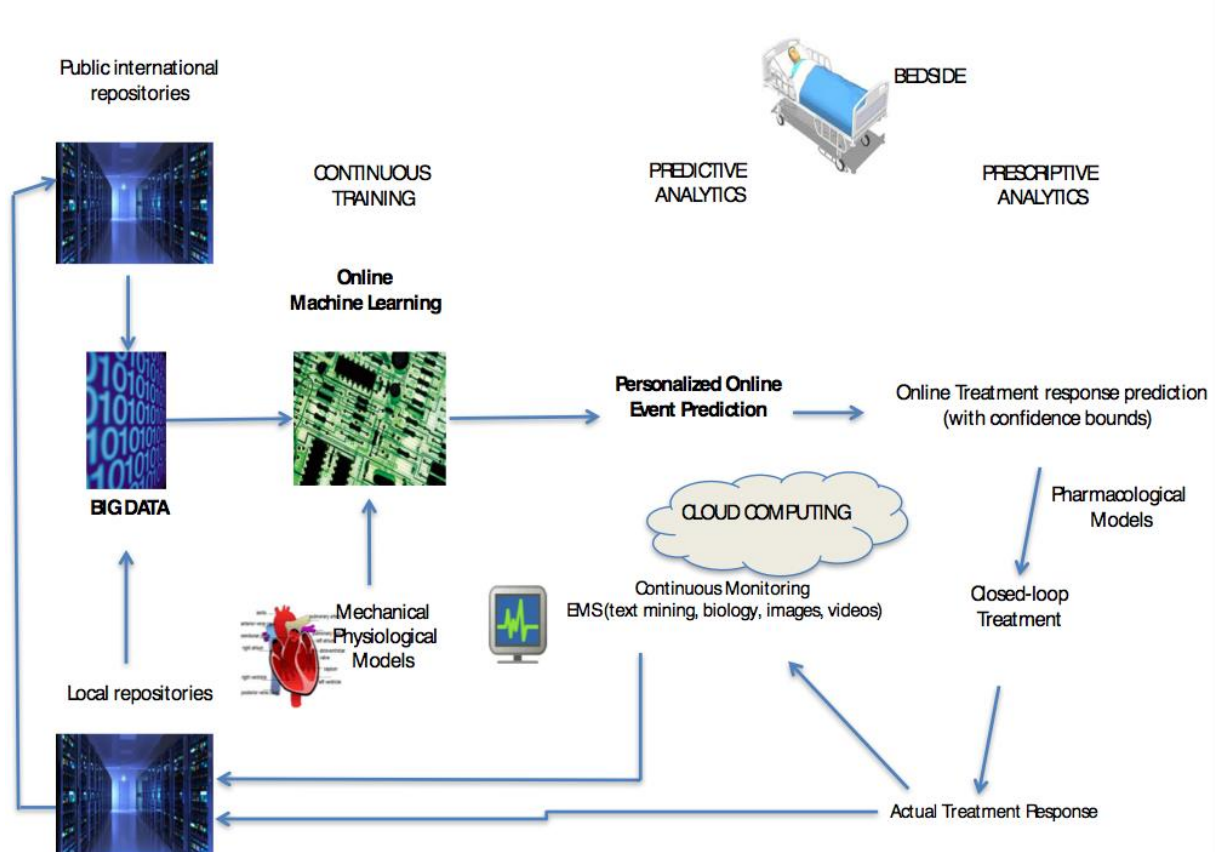 Public international
repositories
BEDSIDE
CONTINUOUS
TRAINING
PREDICTIVE
ANALYTICS
PRESCRIPTIVE
ANALYTICS
Online
Machine Learning
Personalized Online
Event Prediction
Online Treatment response prediction
(with confidence bounds)
BIG DATA
CLOUD COMPUTING
Pharmacological
Models
Continuous Monitoring
EMS (text mining, biology, images, videos)
Closed-loop
Treatment
Mechanical
Physiological
Models
Local repositories
Actual Treatment Response